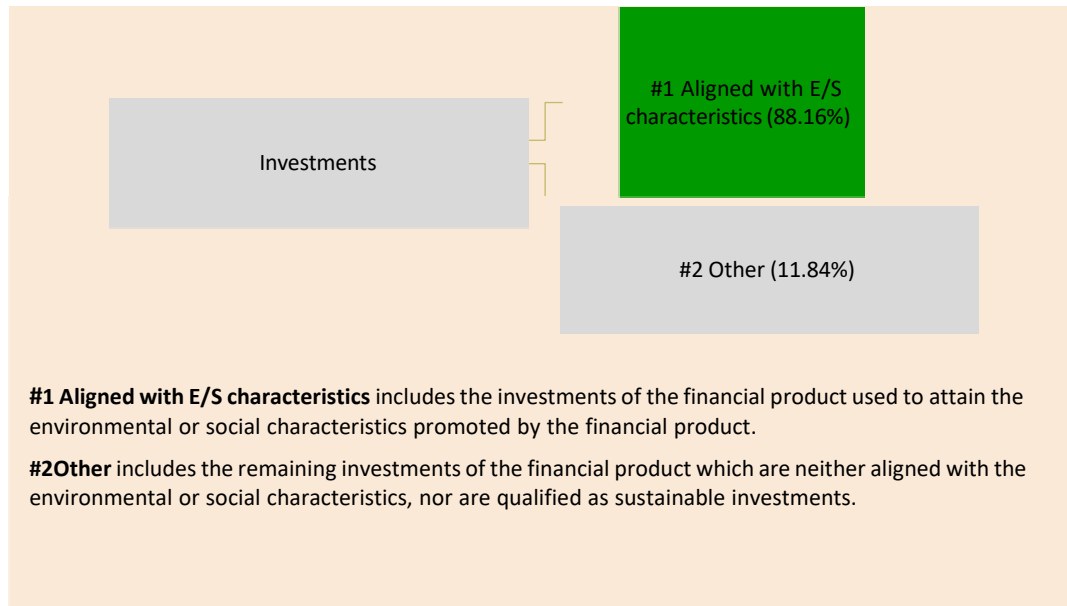 #1 Aligned with E/S
characteristics (88.16%)
Investments
#2 Other (11.84%)
#1 Aligned with E/S characteristics includes the investments of the financial product used to attain the
environmental or social characteristics promoted by the financial product.
#2Other includes the remaining investments of the financial product which are neither aligned with the
environmental or social characteristics, nor are qualified as sustainable investments.